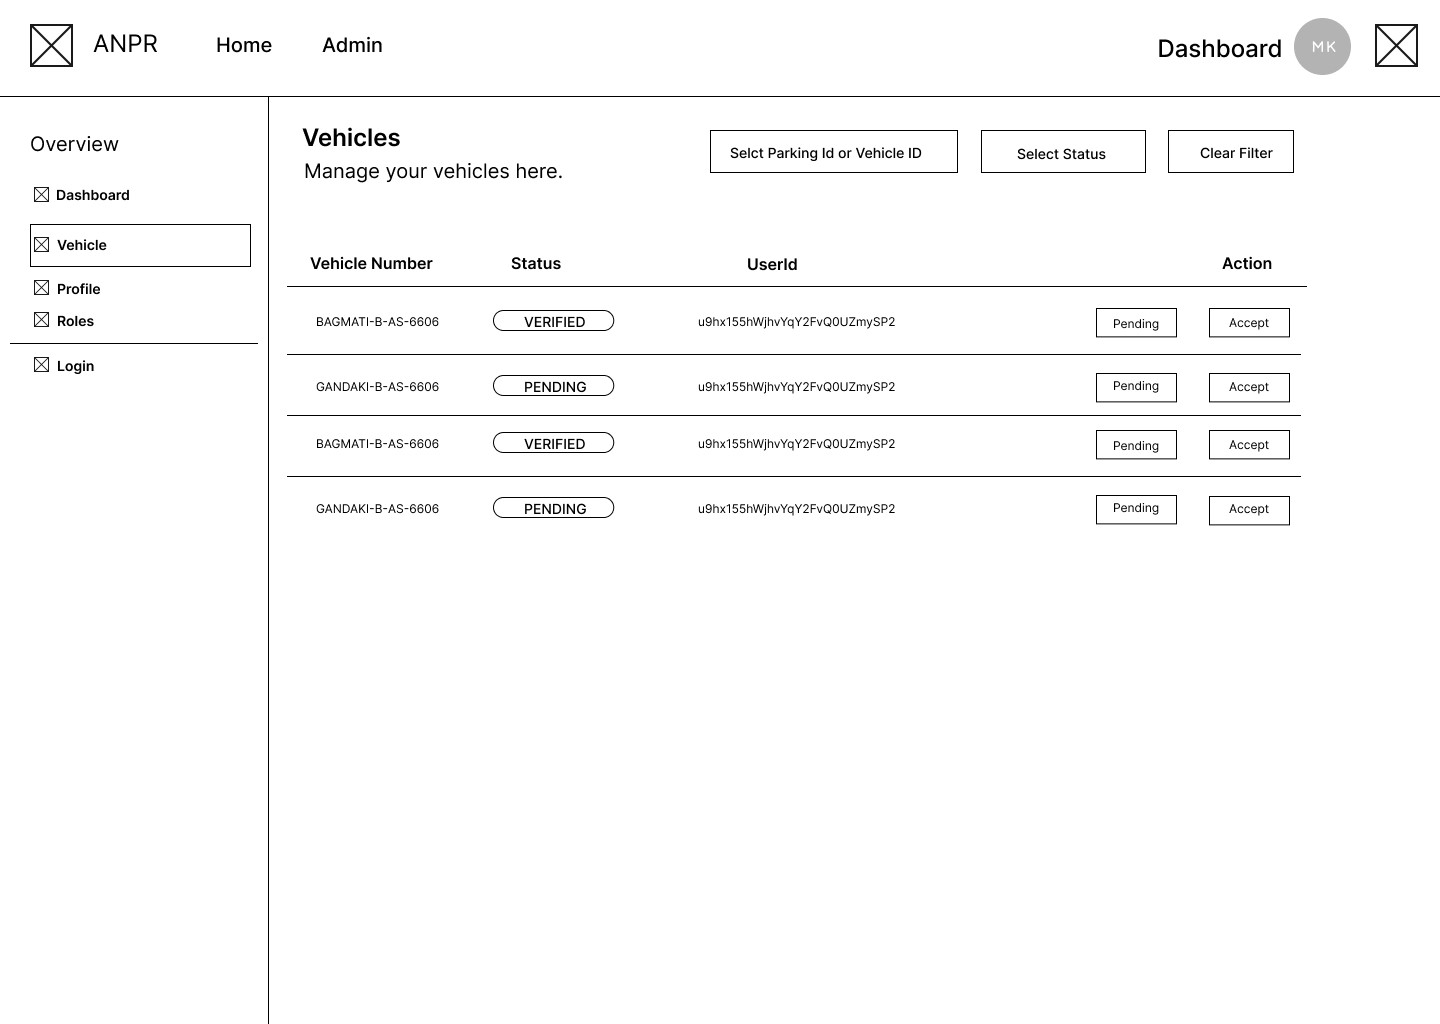 ANPR Home Admin Dashboard MK
Overview
Dashboard
Vehicle
Profile
Roles
Login
Vehicles
Manage your vehicles here.
Selct Parking Id or Vehicle ID Select Status Clear Filter
Vehicle Number Status UserId Action
BAGMATI-B-AS-6606 VERIFIED u9hx155hWjhvYqY2FvQ0UZmySP2 Pending Accept
GANDAKI-B-AS-6606 PENDING u9hx155hWjhvYqY2FvQ0UZmySP2 Pending Accept
BAGMATI-B-AS-6606 VERIFIED u9hx155hWjhvYqY2FvQ0UZmySP2 Pending Accept
GANDAKI-B-AS-6606 PENDING u9hx155hWjhvYqY2FvQ0UZmySP2 Pending Accept